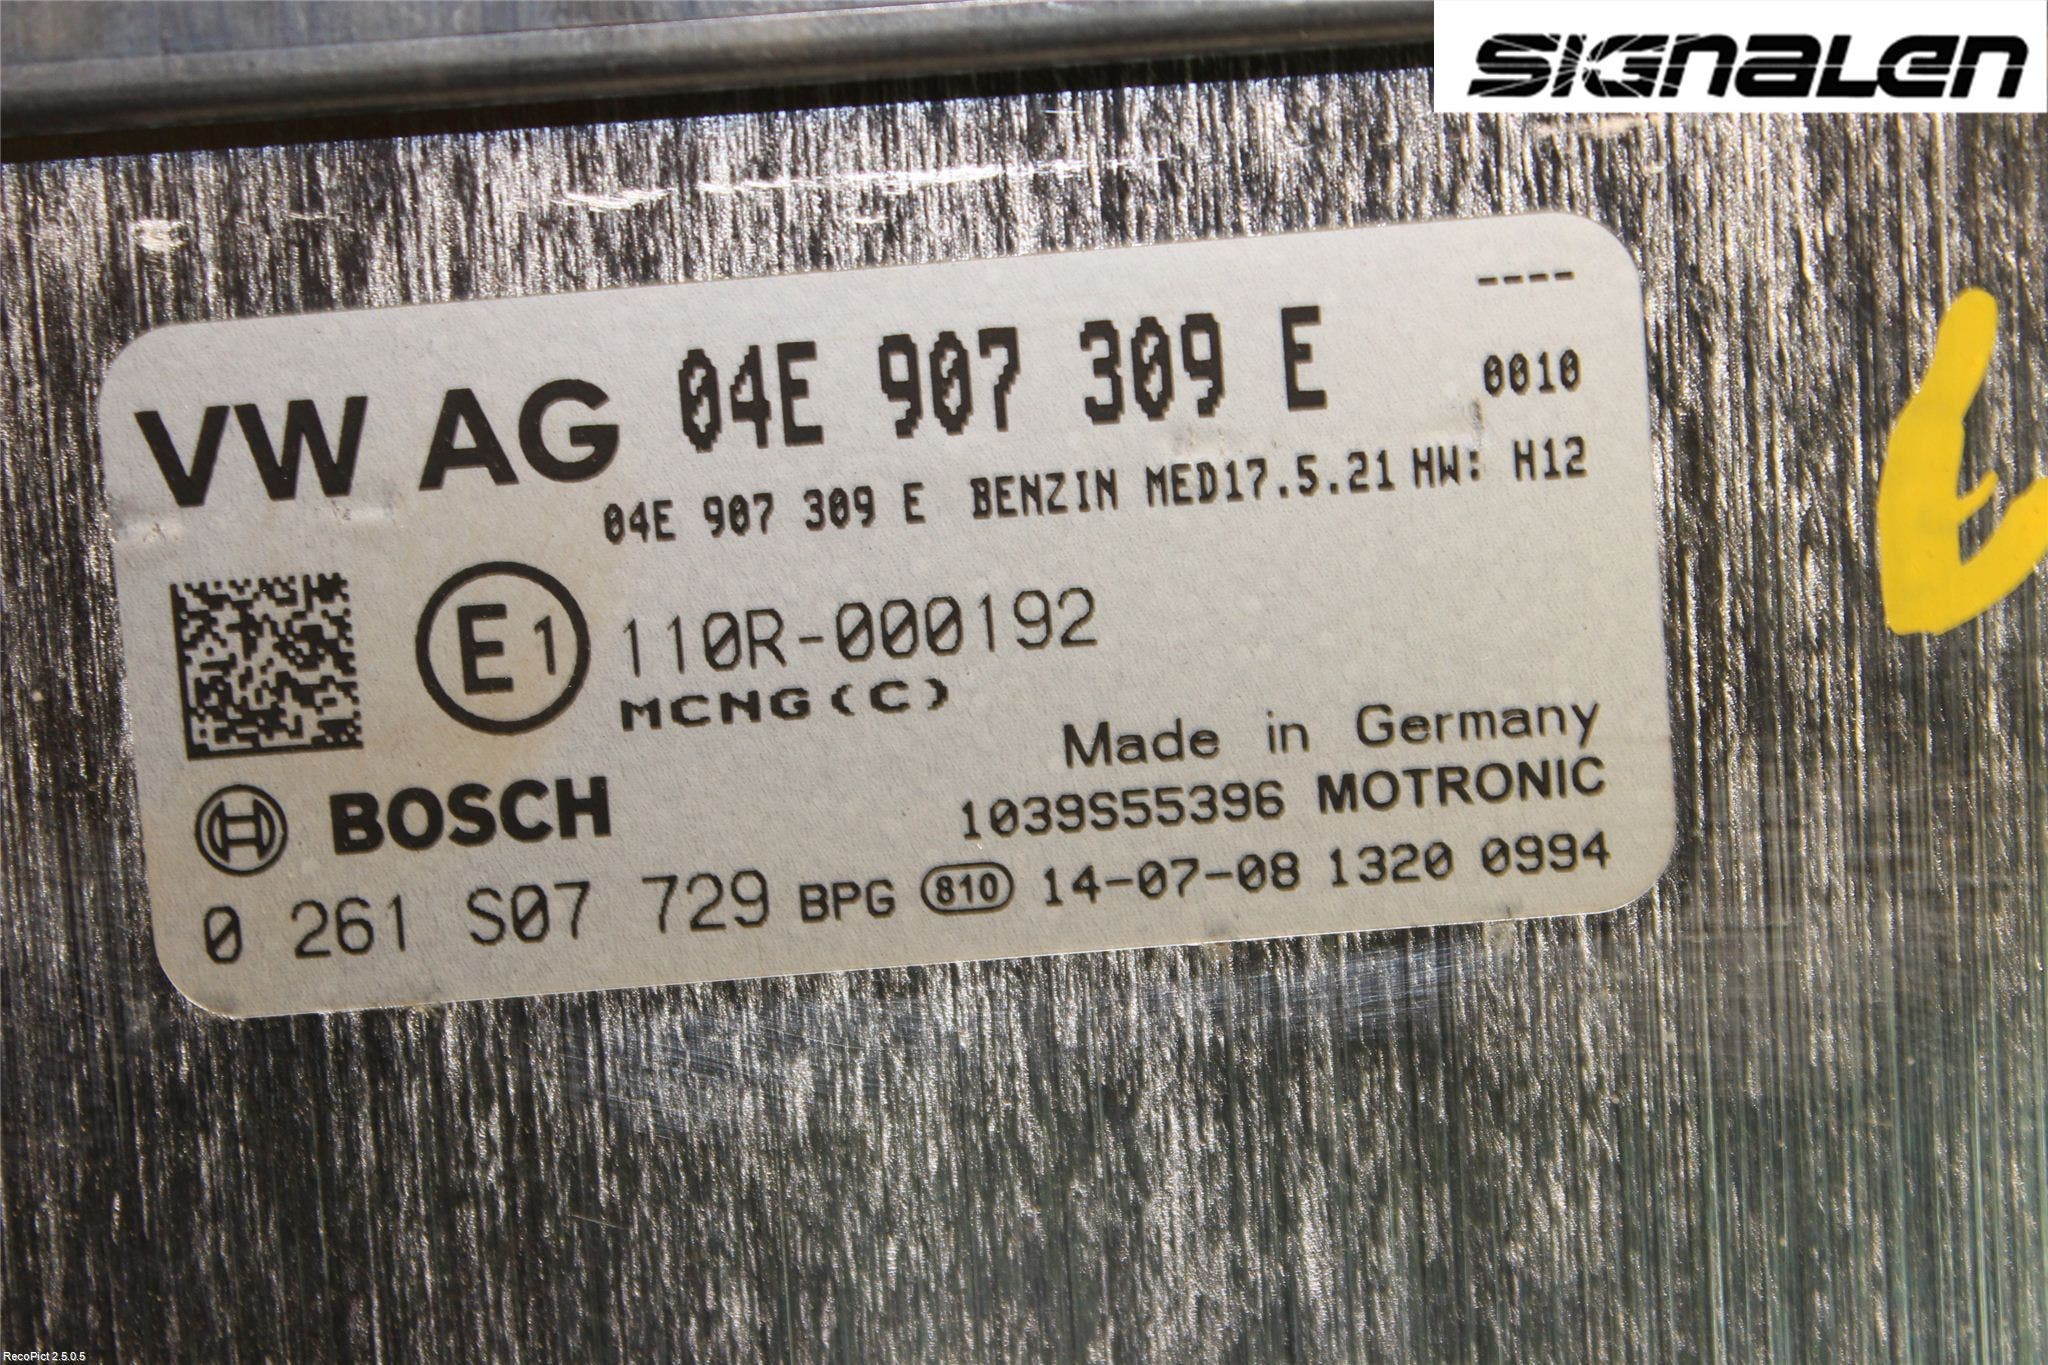 SIGNALEN
----
VW AG 04E 907 309 E 0010
04E 907 309 E BENZIN MED17.5.21 HW: H12
E1 110R-000192
MCNG(C)
Made in Germany
BOSCH 1039S55396 MOTRONIC
0 261 S07 729 BPG 810 14-07-08 1320 0994
RecoPict 2.5.0.5